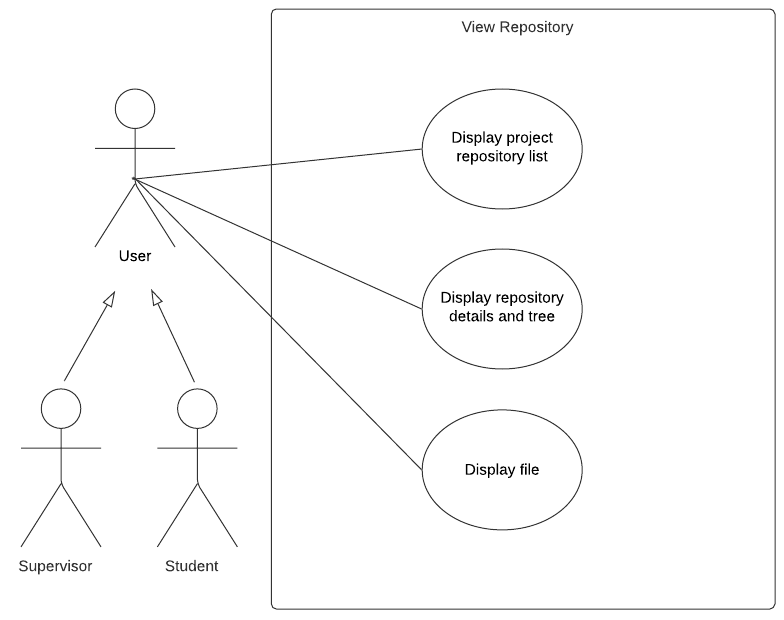 View Repository
Display project
repository list
User
Display repository
details and tree
Display file
Supervisor
Student